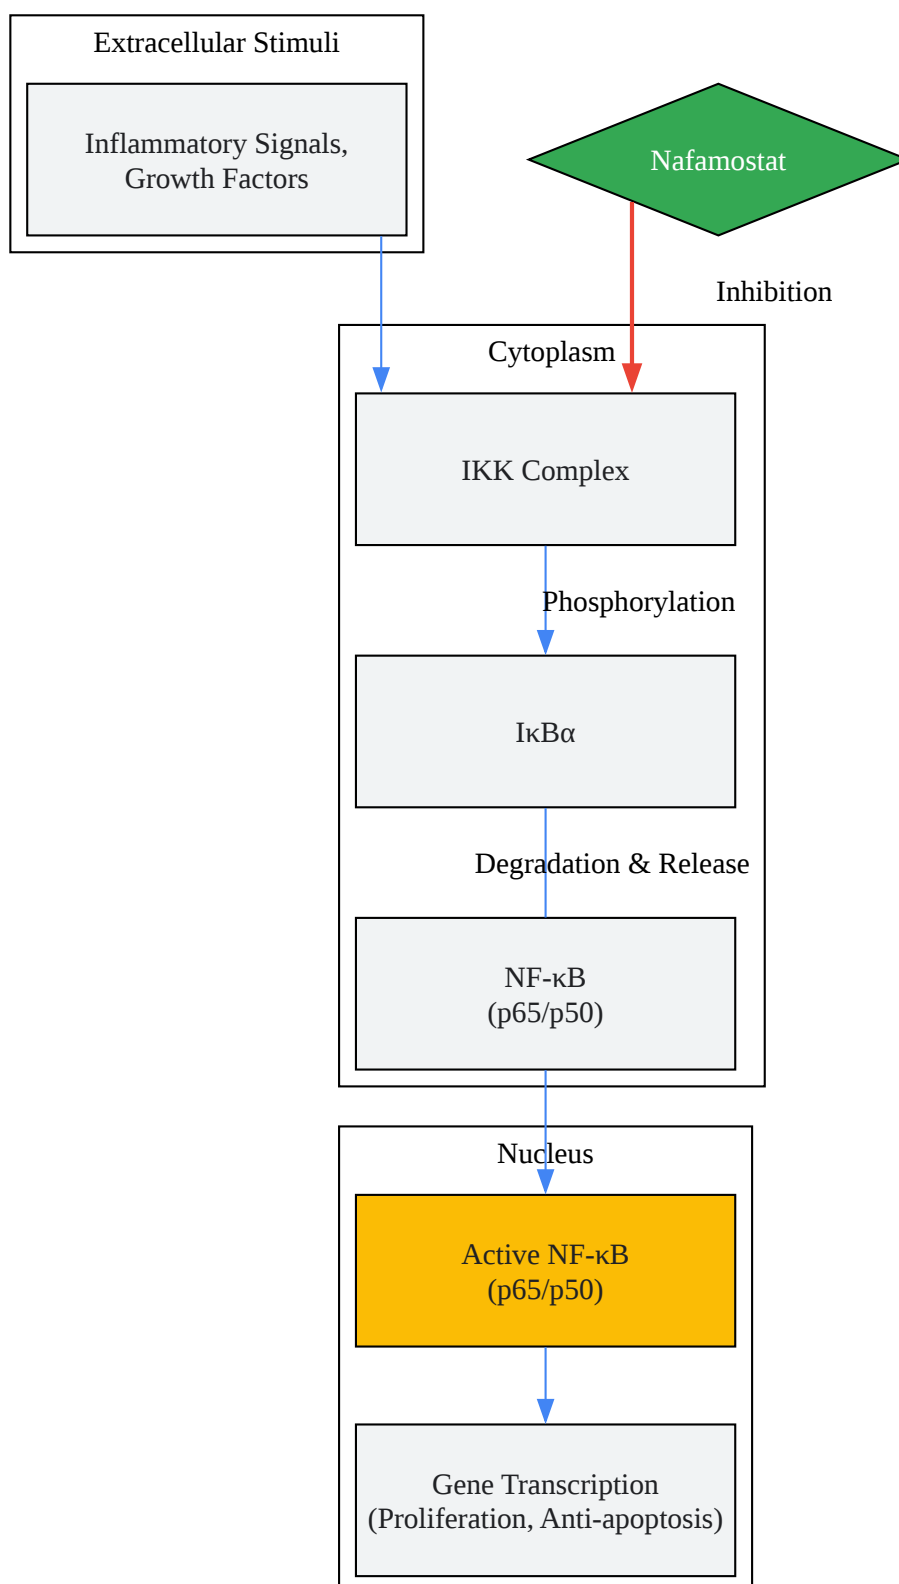 Extracellular Stimuli
Inflammatory Signals,
Growth Factors
Nafamostat
Inhibition
Cytoplasm
IKK Complex
Phosphorylation
IκBα
Degradation & Release
NF-κB
(p65/p50)
Nucleus
Active NF-κB
(p65/p50)
Gene Transcription
(Proliferation, Anti-apoptosis)